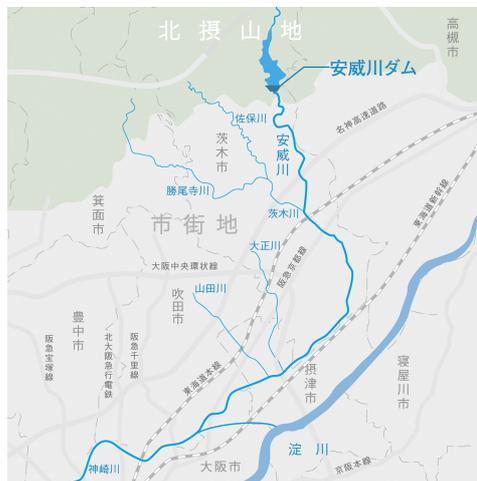 北摂山地
高槻市
安威川ダム
佐保川
名神高速道路
茨木市
安威川
勝尾寺川
箕面市
茨木川
東海道新幹線
市街地
大正川
阪急京都線
大阪中央環状線
山田川
吹田市
豊中市
阪急宝塚線
北大阪急行電鉄
阪急千里線
東海道本線
摂津市
寝屋川市
淀川
神崎川
大阪市
京阪本線